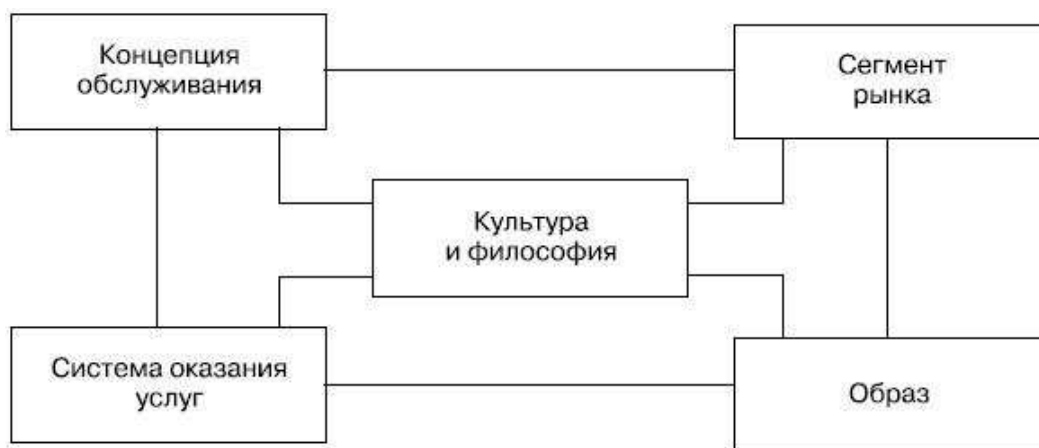 Концепция
обслуживания
Сегмент
рынка
Культура
и философия
Система оказания
услуг
Образ